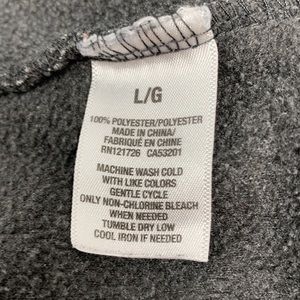 L/G
100% POLYESTER/POLYESTER
MADE IN CHINA/
FABRIQUÉ EN CHINE
RN121726 CA53201
MACHINE WASH COLD
WITH LIKE COLORS
GENTLE CYCLE
ONLY NON-CHLORINE BLEACH
WHEN NEEDED
TUMBLE DRY LOW
COOL IRON IF NEEDED